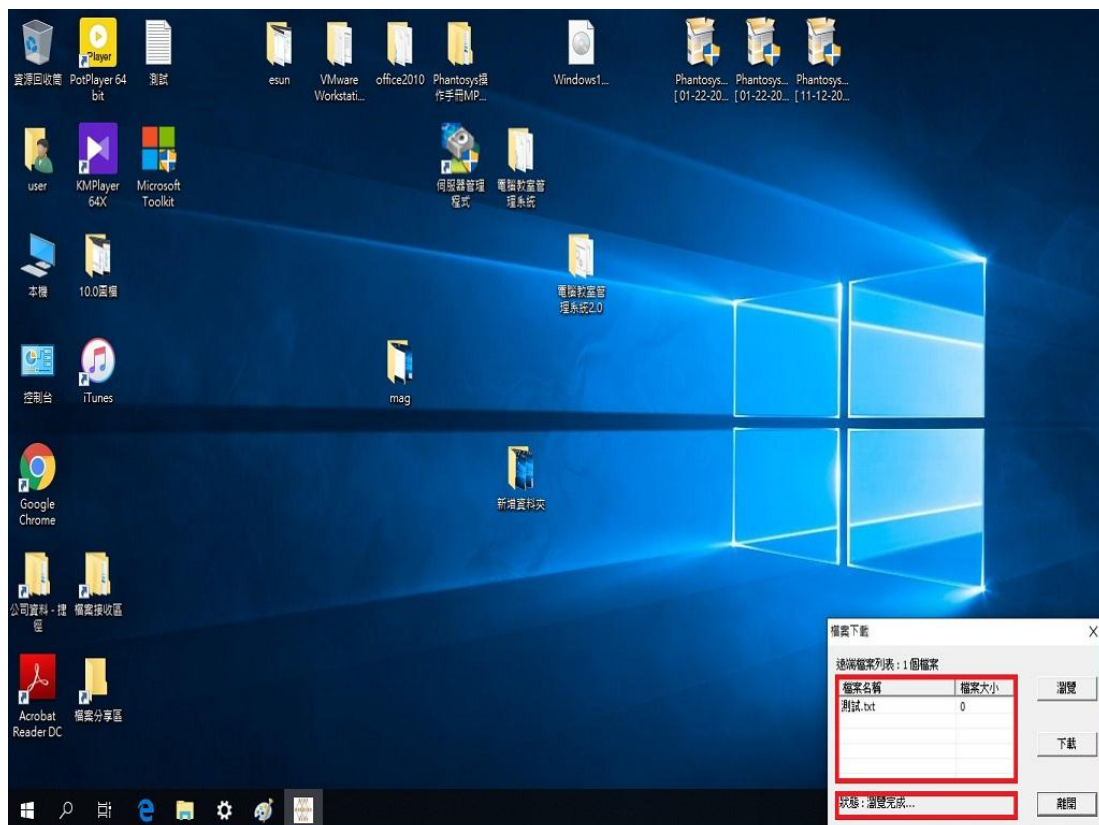 資源回收筒
PotPlayer 64
bit
測試
esun
VMware
Workstati...
office2010
Phantosys操
作手冊MP...
Windows1...
Phantosys...
[ 01-22-20...
Phantosys...
[ 01-22-20...
Phantosys...
[ 11-12-20...
user
KMPlayer
64X
Microsoft
Toolkit
伺服器管理
程式
電腦教室管
理系統
本機
10.0圖檔
電腦教室管
理系統2.0
控制台
iTunes
mag
Google
Chrome
新增資料夾
公司資料 - 捷
徑
檔案接收區
Acrobat
Reader DC
檔案分享區
檔案下載
遠端檔案列表 : 1 個檔案
檔案名稱 檔案大小
測試.txt 0
瀏覽
下載
狀態 : 瀏覽完成...
離開